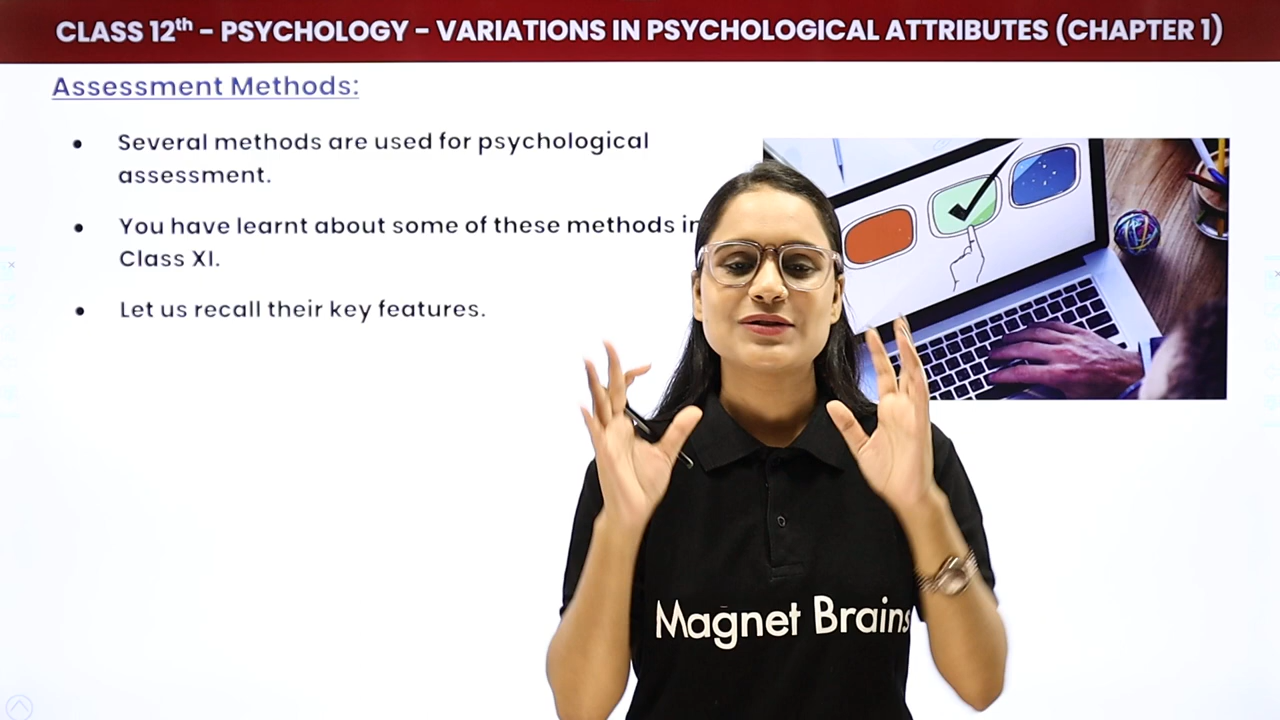 CLASS 12th – PSYCHOLOGY – VARIATIONS IN PSYCHOLOGICAL ATTRIBUTES (CHAPTER 1)
Assessment Methods:
• Several methods are used for psychological
assessment.
• You have learnt about some of these methods in
Class XI.
• Let us recall their key features.
Magnet Brains